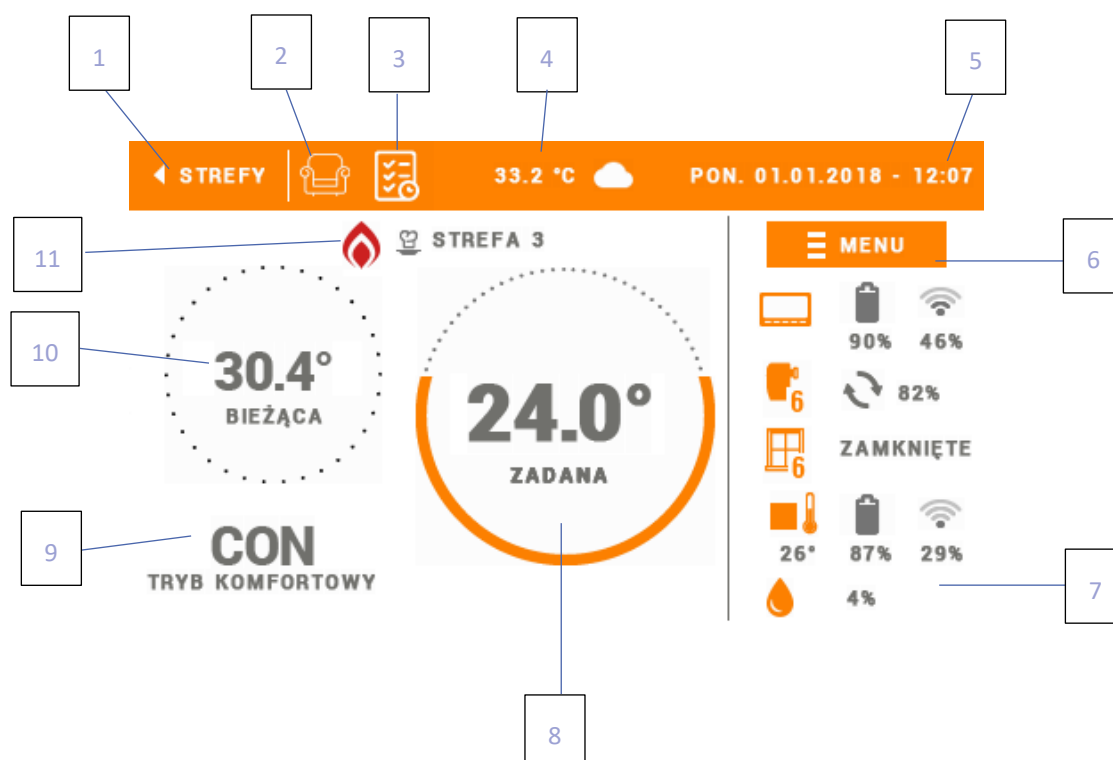 1
2
3
4
5
STREFY
33.2 °C
PON. 01.01.2018 - 12:07
11
STREFA 3
MENU
6
90% 46%
10
30.4°
BIEŻĄCA
24.0°
ZADANA
6
82%
6
ZAMKNIĘTE
9
CON
TRYB KOMFORTOWY
26° 87% 29%
4%
7
8